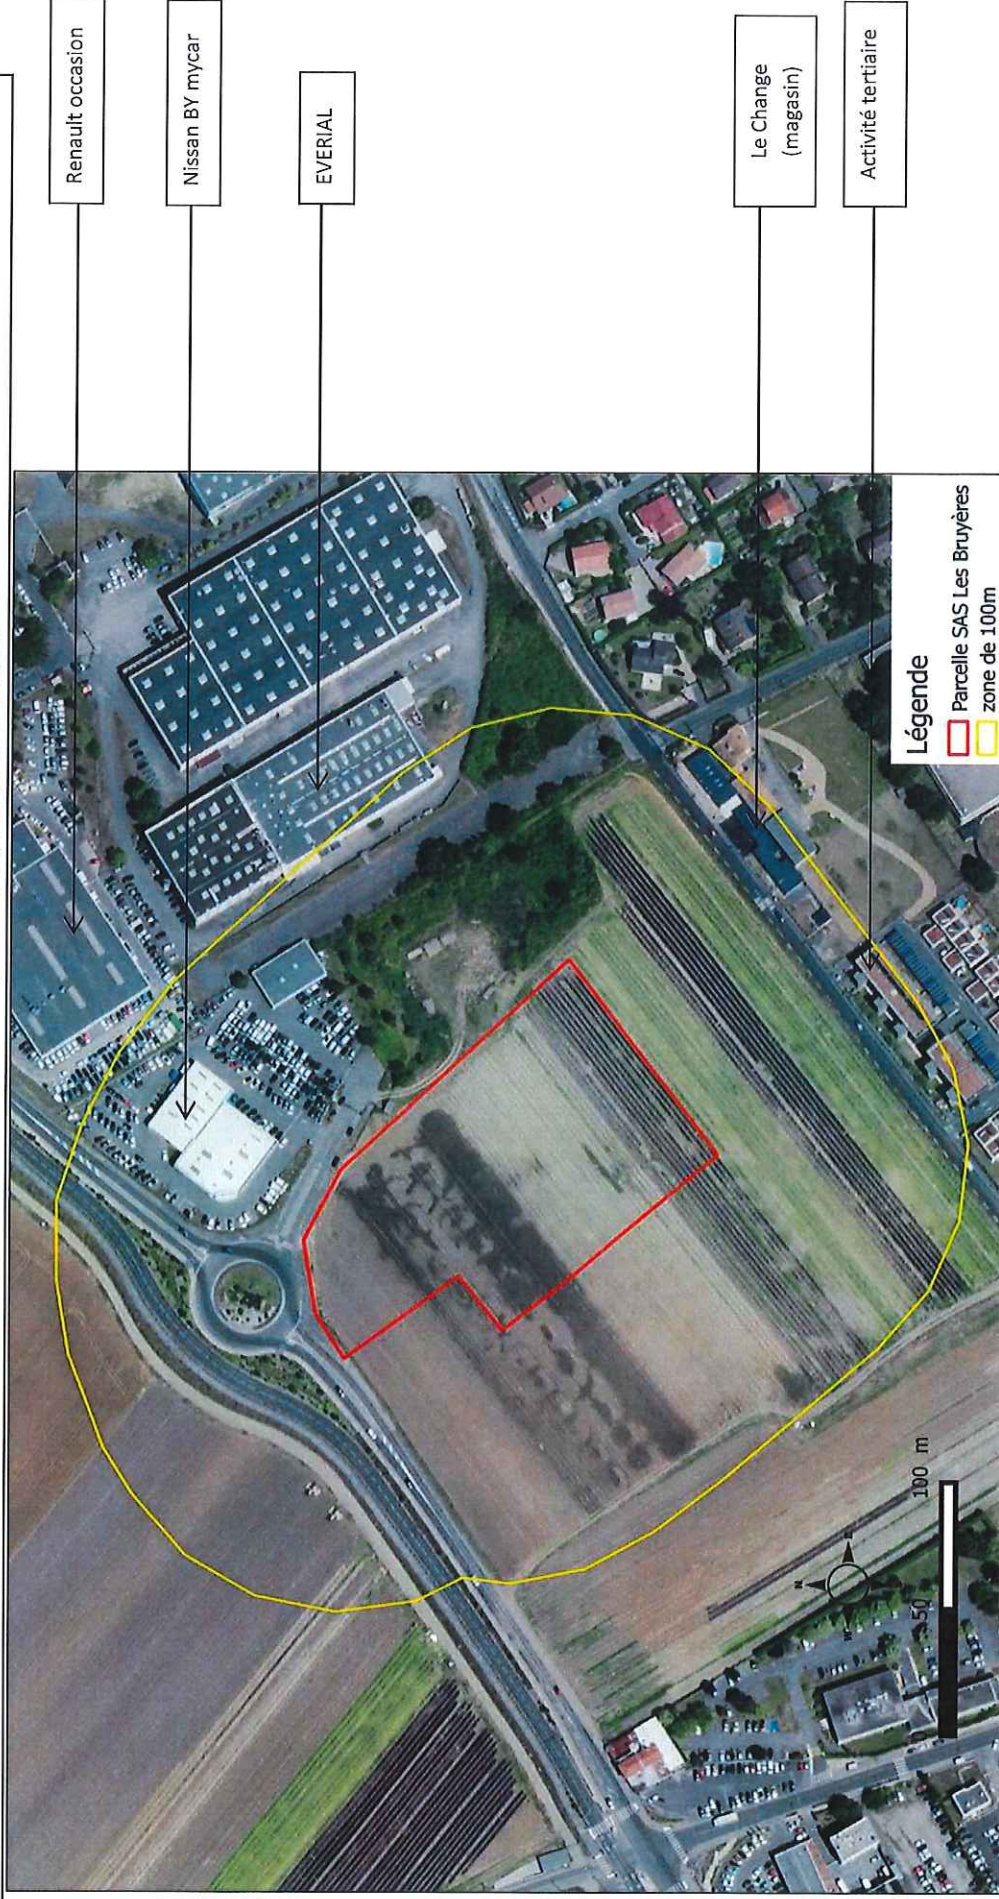 Renault occasion
Nissan BY mycar
EVERIAL
Le Change
(magasin)
Activité tertiaire
Légende
Parcelle SAS Les Bruyères
zone de 100m
N
W
E
0
50
100 m